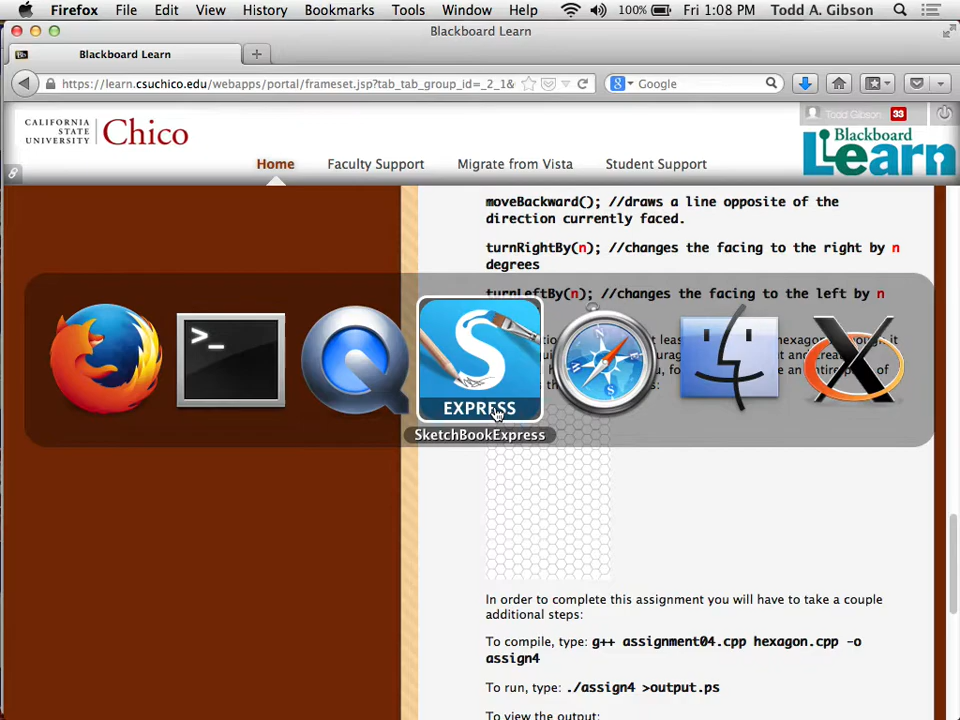 Firefox File Edit View History Bookmarks Tools Window Help 100% Fri 1:08 PM Todd A. Gibson
Blackboard Learn
Blackboard Learn
https://learn.csuchico.edu/webapps/portal/frameset.jsp?tab_tab_group_id=_2_1& Google
CALIFORNIA STATE UNIVERSITY Chico
Todd Gibson 33
Blackboard Learn
Home Faculty Support Migrate from Vista Student Support
moveBackward(); //draws a line opposite of the
direction currently faced.
turnRightBy(n); //changes the facing to the right by n
degrees
turnLeftBy(n); //changes the facing to the left by n
EXPRESS
SketchBookExpress
In order to complete this assignment you will have to take a couple
additional steps:
To compile, type: g++ assignment04.cpp hexagon.cpp -o
assign4
To run, type: ./assign4 >output.ps
To view the output: